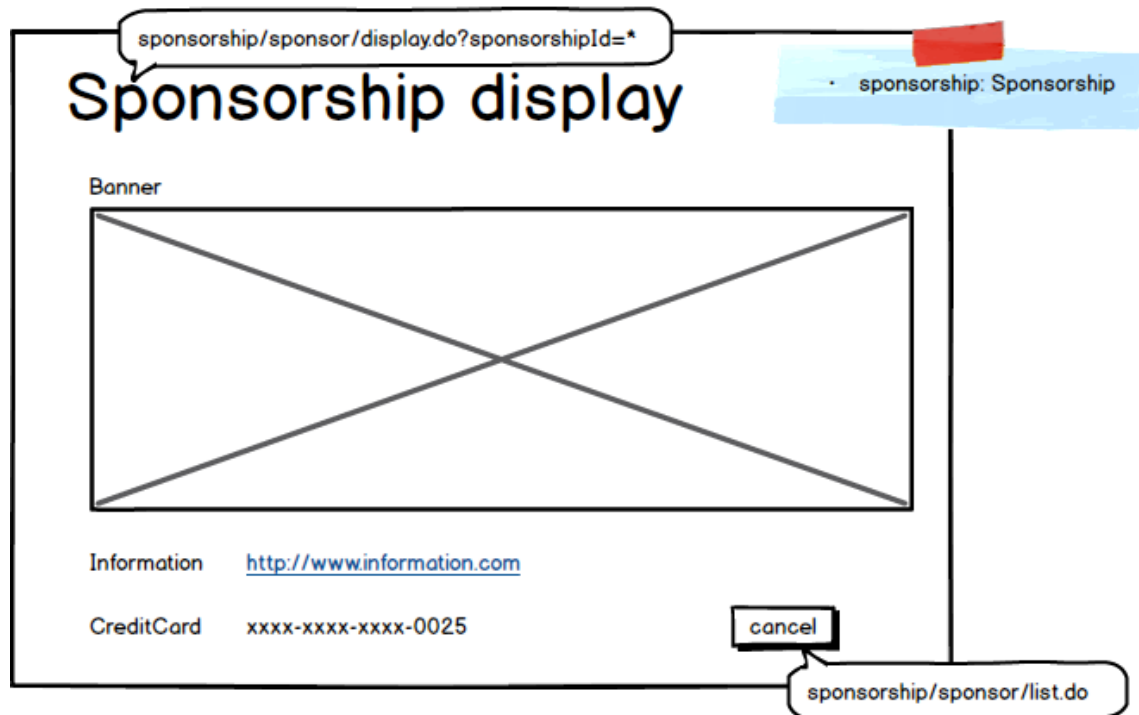 sponsorship/sponsor/display.do?sponsorshipId=*
Sponsorship display
· sponsorship: Sponsorship
Banner
Information http://www.information.com
CreditCard xxxx-xxxx-xxxx-0025
cancel
sponsorship/sponsor/list.do